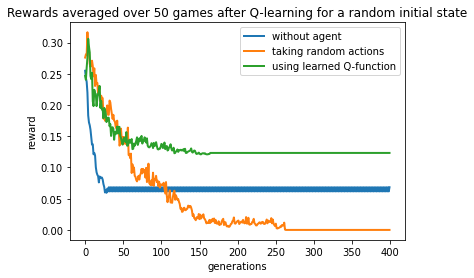 Rewards averaged over 50 games after Q-learning for a random initial state
without agent
taking random actions
using learned Q-function
reward
0.30
0.25
0.20
0.15
0.10
0.05
0.00
0 50 100 150 200 250 300 350 400
generations